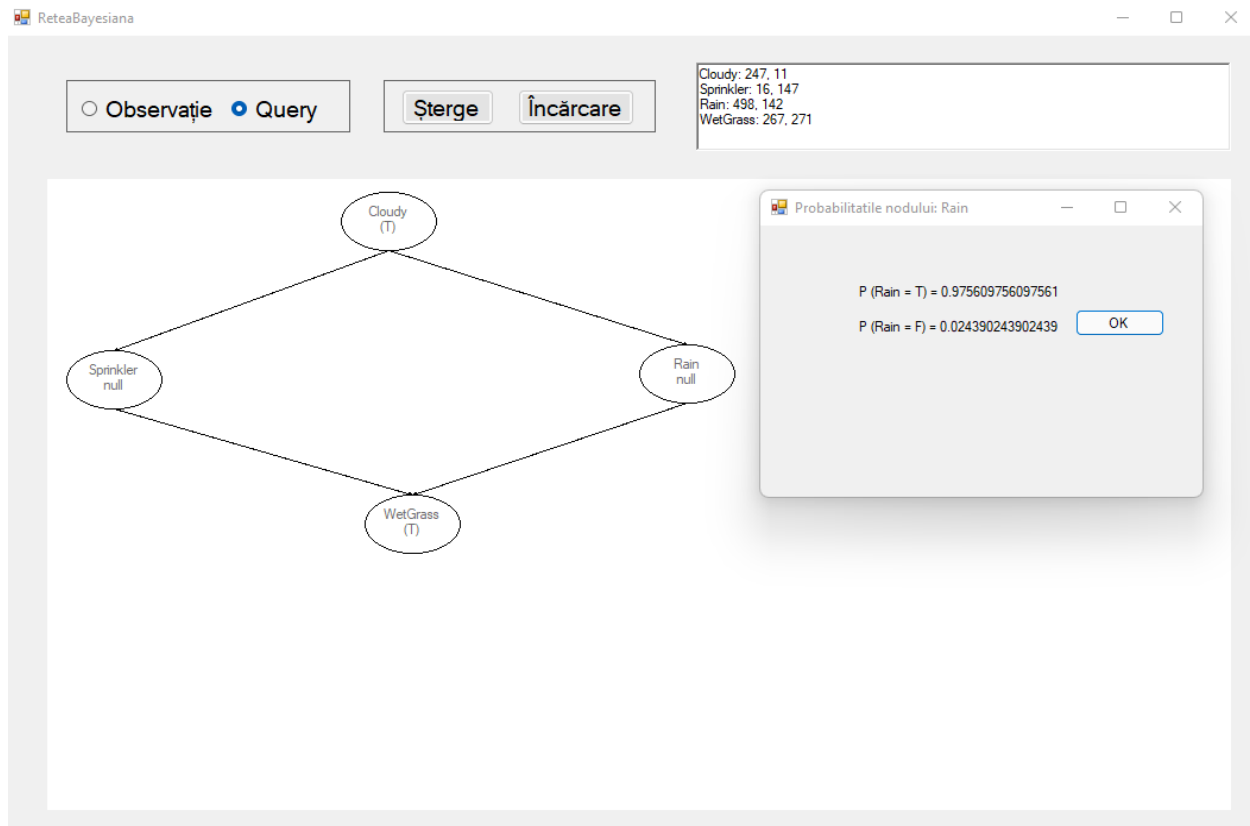 ReteaBayesiana
Observație
Query
Șterge
Încărcare
Cloudy: 247, 11
Sprinkler: 16, 147
Rain: 498, 142
WetGrass: 267, 271
Cloudy
(T)
Probabilitatile nodului: Rain
P (Rain = T) = 0.975609756097561
P (Rain = F) = 0.024390243902439
OK
Sprinkler
null
Rain
null
WetGrass
(T)